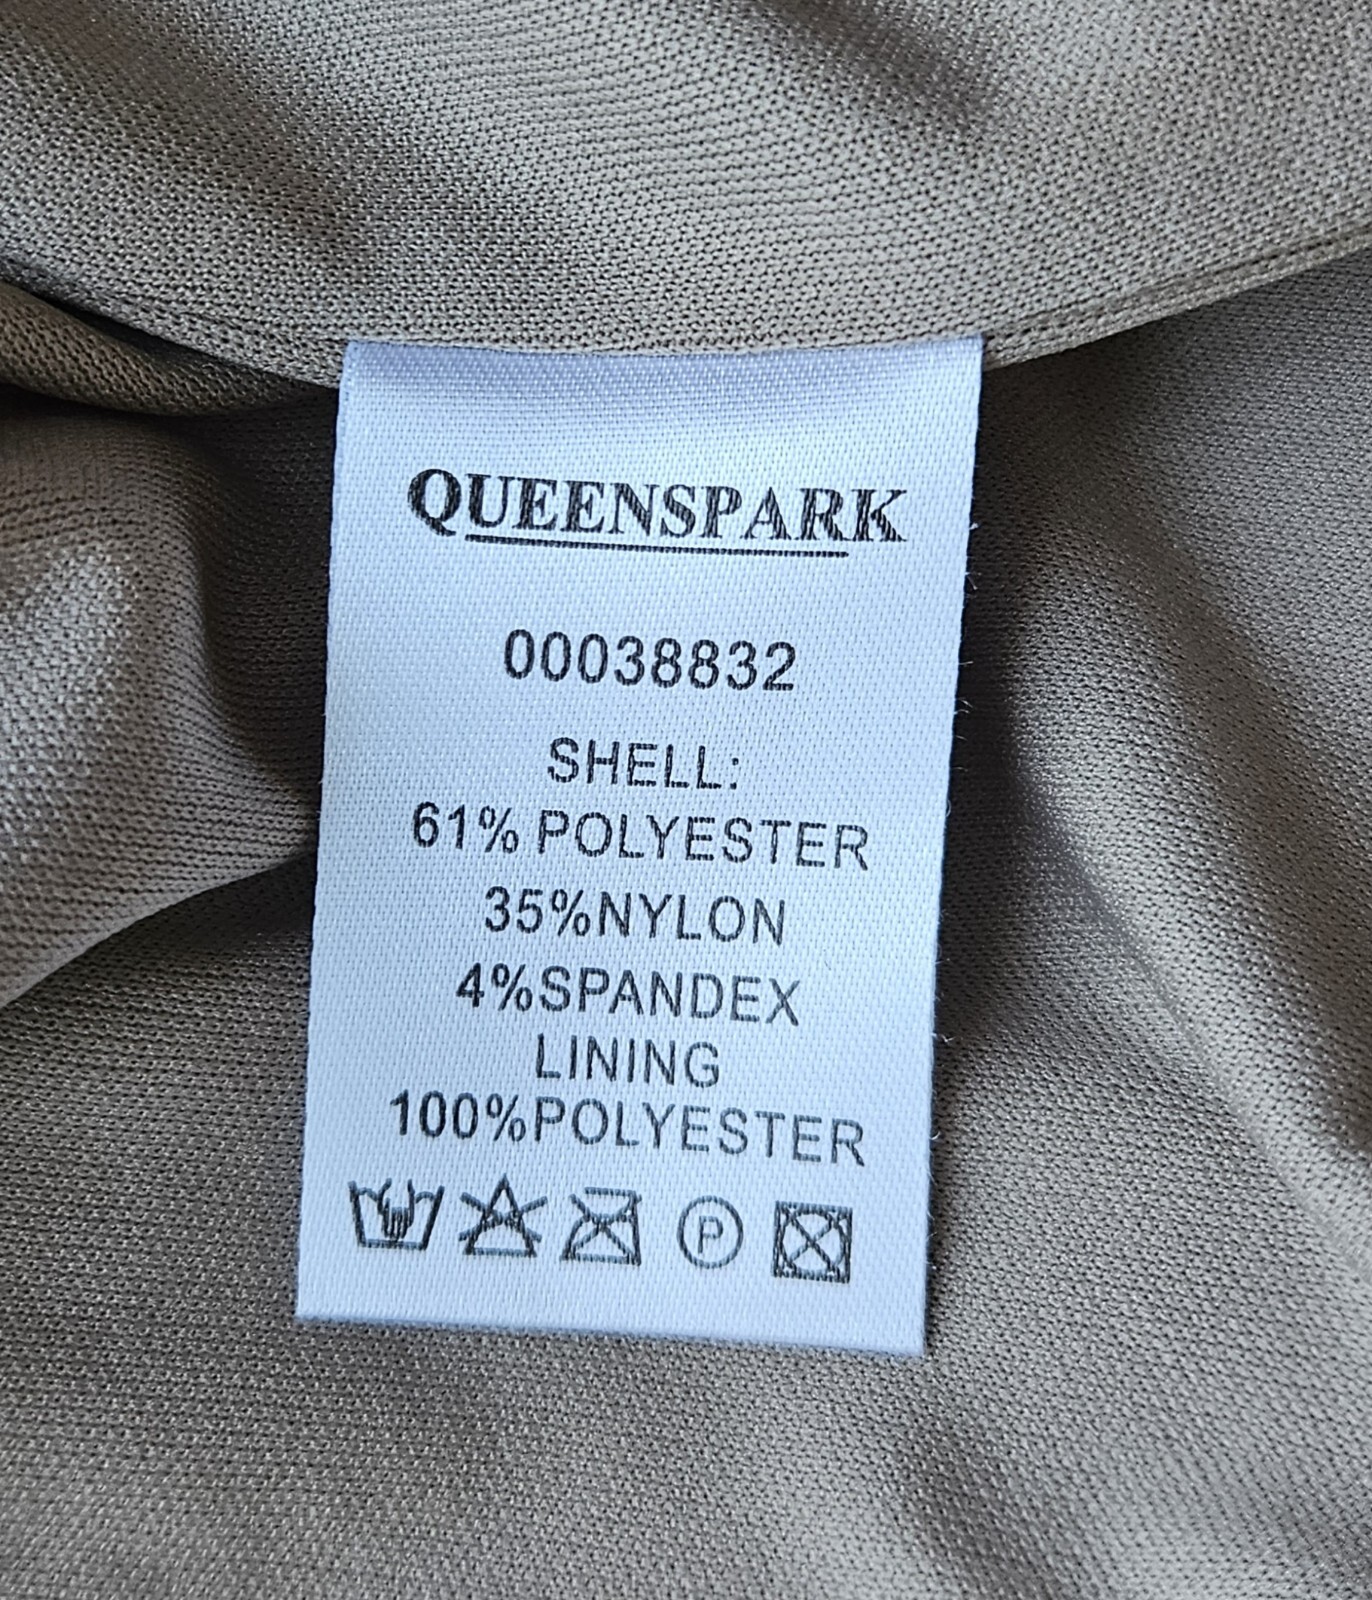 QUEENSPARK
00038832
SHELL:
61% POLYESTER
35%NYLON
4%SPANDEX
LINING
100%POLYESTER
P